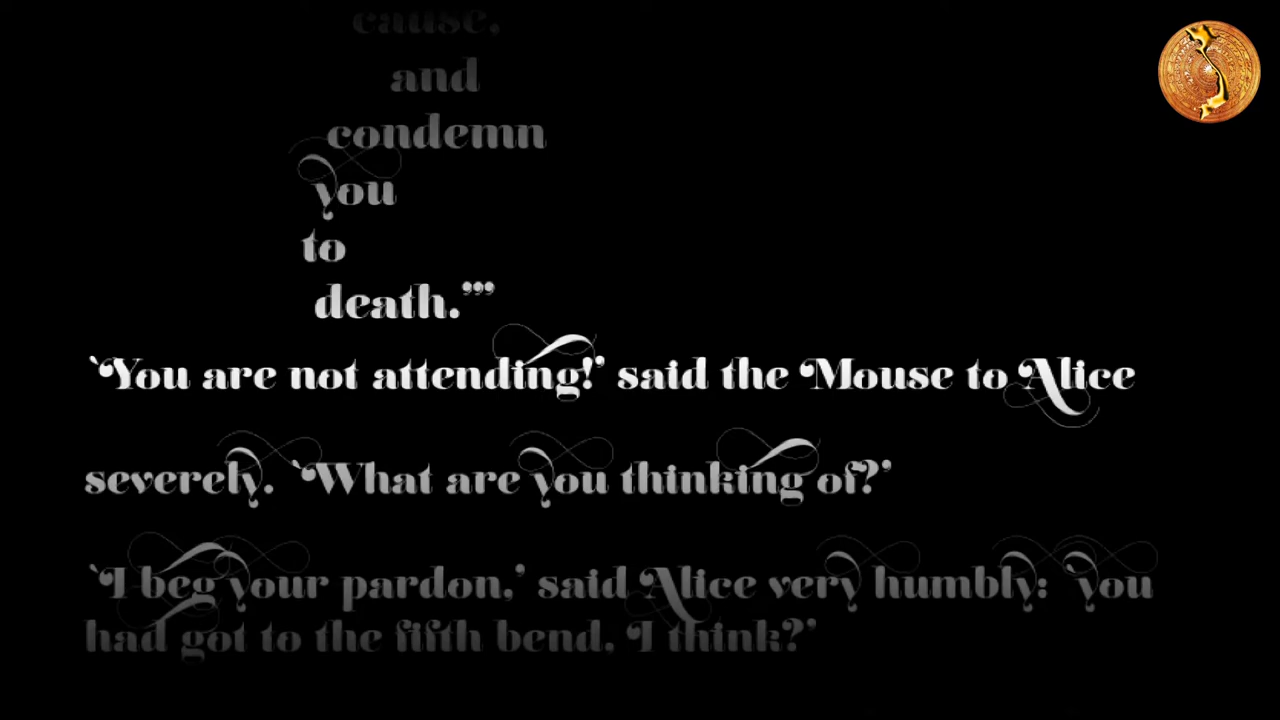 cause,
and
condemn
you
to
death."'
`You are not attending!' said the Mouse to Alice
severely. `What are you thinking of?'
`I beg your pardon,' said Alice very humbly: `you
had got to the fifth bend, I think?'